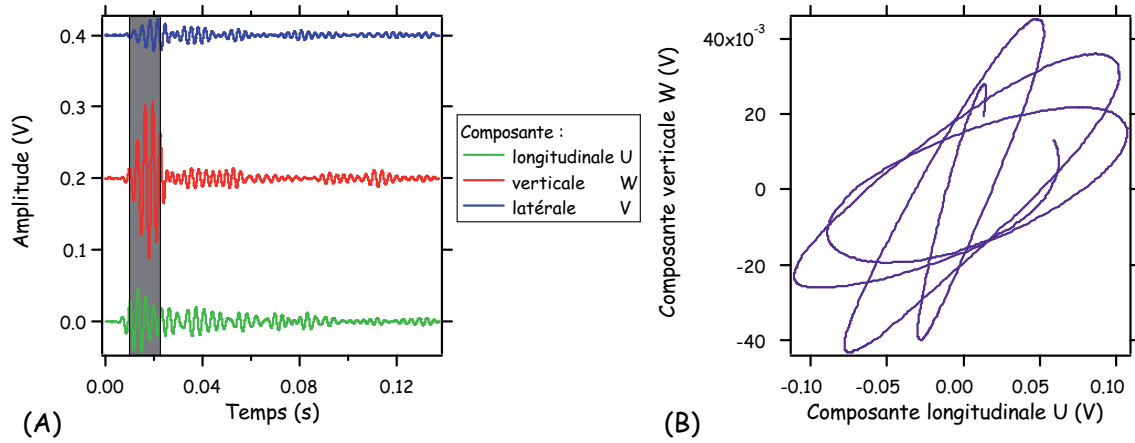 Amplitude (V)
0.4
0.3
0.2
0.1
0.0
0.00
0.04
0.08
0.12
Temps (s)
(A)
Composante :
longitudinale U
verticale W
latérale V
Composante verticale W (V)
40x10-3
20
0
-20
-40
-0.10
-0.05
0.00
0.05
0.10
Composante longitudinale U (V)
(B)